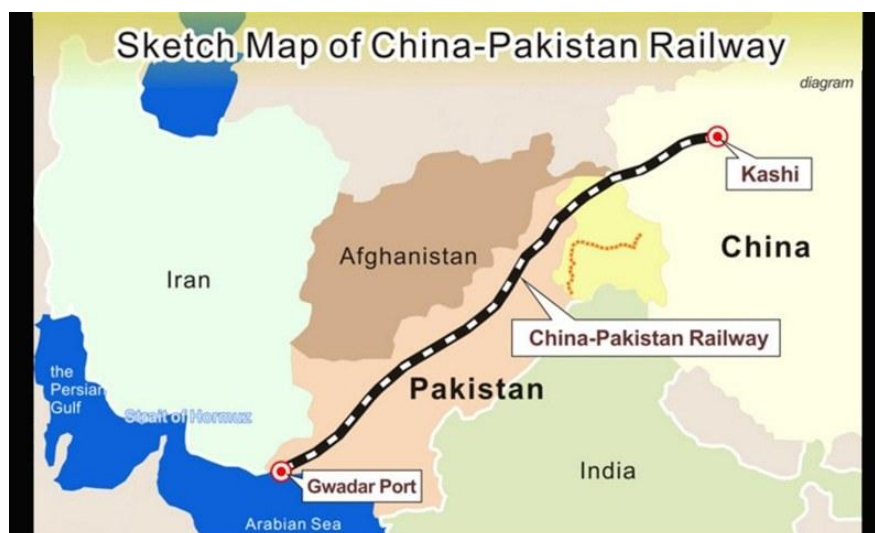 Sketch Map of China-Pakistan Railway
diagram
Kashi
China
Afghanistan
Iran
China-Pakistan Railway
the
Persian
Gulf
Pakistan
Strait of Hormuz
India
Gwadar Port
Arabian Sea